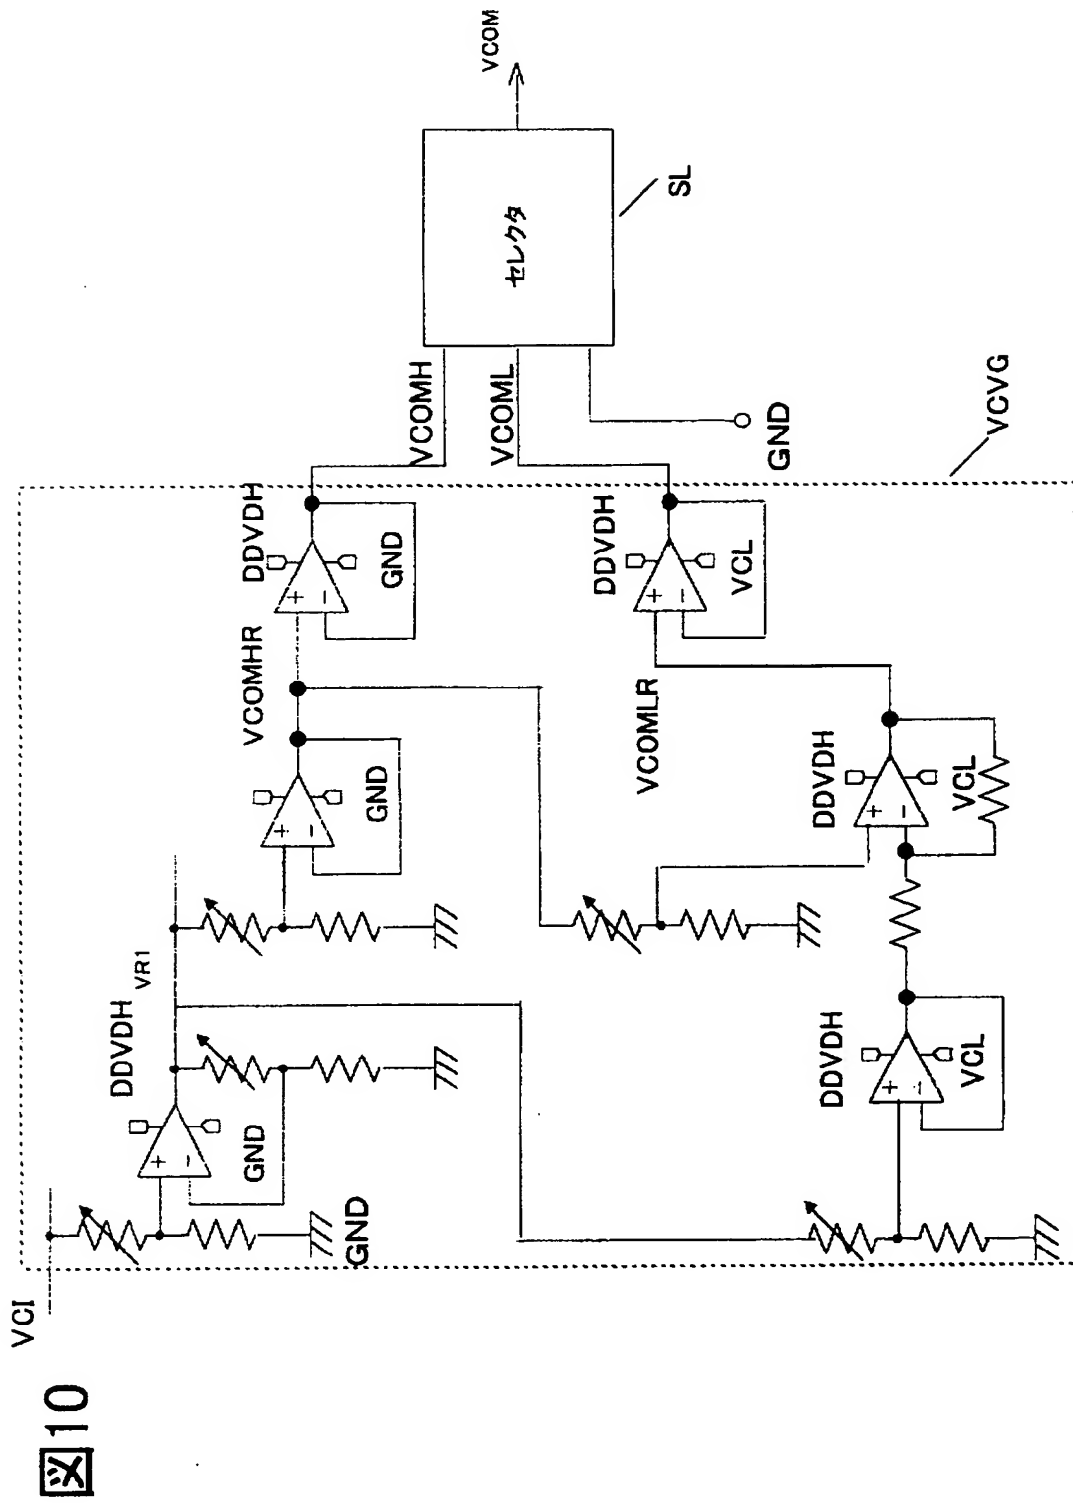 図10
VCI
GND
GND
DDVDH
VR1
GND
VCOMHR
DDVDH
GND
VCOMH
VCOML
GND
セレクタ
SL
VCOM
VCVG
DDVDH
VCL
DDVDH
VCL
VCOMLR
DDVDH
VCL
+
−
+
−
+
−
+
−
+
−
+
−